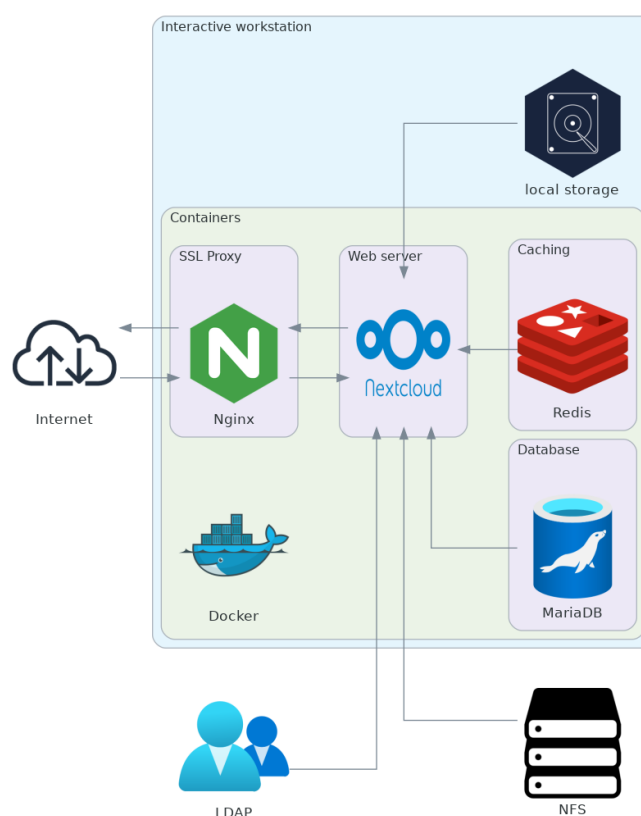 Interactive workstation
local storage
Containers
SSL Proxy
Web server
Caching
N
Nextcloud
Internet
Nginx
Redis
Database
Docker
MariaDB
LDAP
NFS